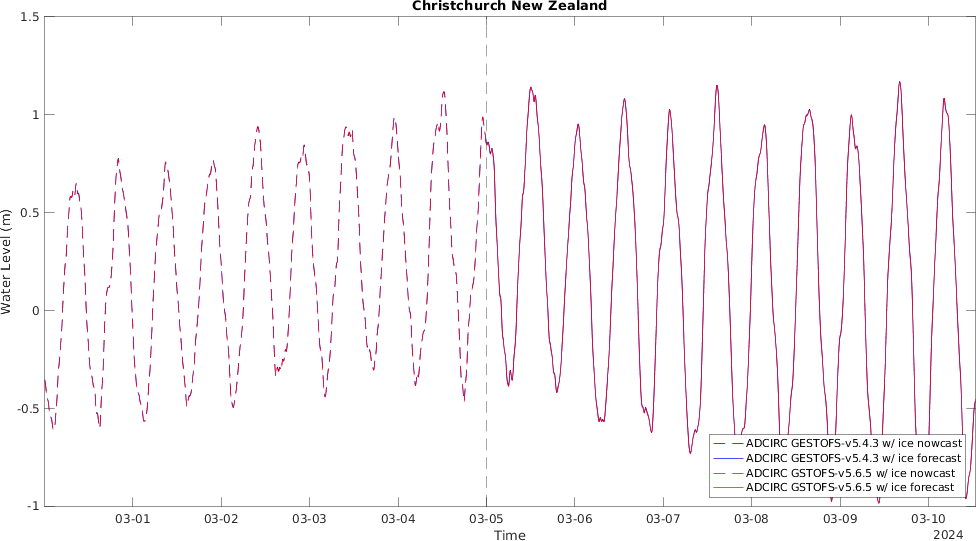 Christchurch New Zealand
1.5
1
0.5
0
-0.5
-1
Water Level (m)
03-01 03-02 03-03 03-04 03-05 03-06 03-07 03-08 03-09 03-10
Time
2024
ADCIRC GESTOFS-v5.4.3 w/ ice nowcast
ADCIRC GESTOFS-v5.4.3 w/ ice forecast
ADCIRC GSTOFS-v5.6.5 w/ ice nowcast
ADCIRC GSTOFS-v5.6.5 w/ ice forecast